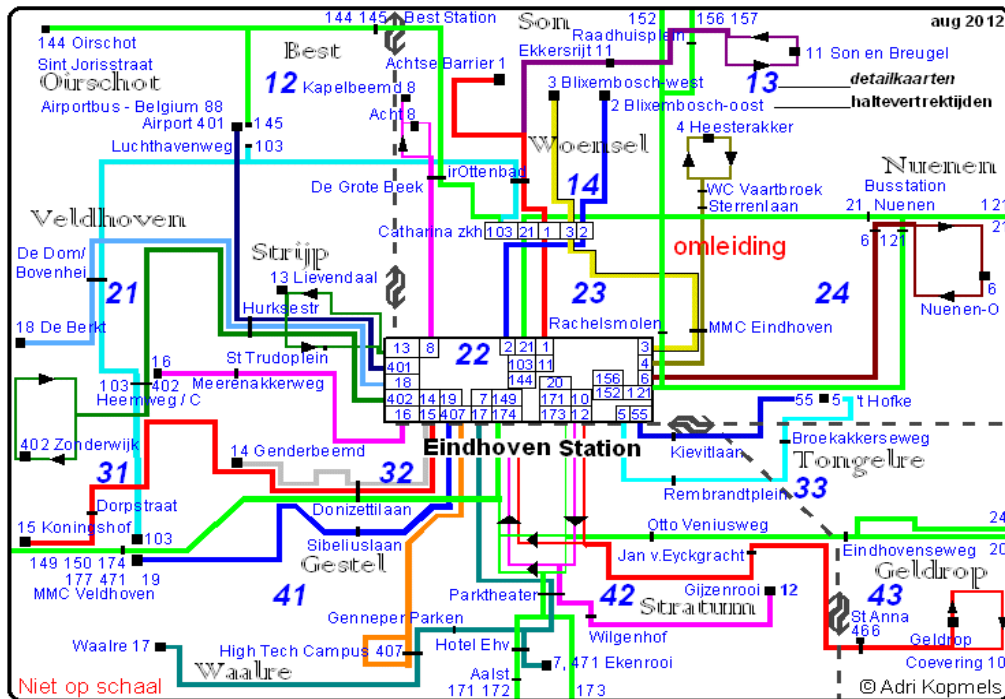 144 145
Best Station
Son
152
156 157
aug 2012
144 Oirschot
Sint Jorisstraat
Best
Raadhuisplein
Ekkersrijt 11
11 Son en Breugel
Oirschot
12
Achtse Barrier 1
13
detailkaarten
Kapelbeemd 8
3 Blixembosch-west
haltevertrektijden
Airportbus - Belgium 88
2 Blixembosch-oost
Airport 401
145
Acht 8
4 Heesterakker
Luchthavenweg
103
Woensel
Nuenen
De Grote Beek
irOttenbad
14
WC Vaartbroek
Busstation
Sterrenlaan
21
Nuenen
121
21
Veldhoven
Catharina zkh
103 21 1 3 2
6 121
De Dom/
Bovenhei
Strijp
omleiding
13 Lievendaal
21
23
24
6
Hurksestr
Nuenen-O
18 De Berkt
Rachelsmolen
MMC Eindhoven
St Trudoplein
13 8
22
2 21 1
3
16
401
103 11
4
Meerenakkerweg
18
144
20
156
6
103 402
402 14 19
7 149
171 10
152 121
55
5
't Hofke
Heemweg / C
16 15 407
17 174
173 12
5 55
402 Zonderwijk
14 Genderbeemd
Eindhoven Station
Broekakkerseweg
31
32
Kievitlaan
Tongelre
Dorpstraat
Donizettilaan
Rembrandtplein
33
15 Koningshof
103
Otto Veniusweg
24
149 150 174
Sibeliuslaan
Jan v.Eyckgracht
Eindhovenseweg
20
177 471
19
Gestel
Geldrop
MMC Veldhoven
41
Parktheater
42
Gijzenrooi
12
43
Genneper Parken
Stratum
St Anna
466
Wilgenhof
Waalre 17
High Tech Campus 407
Hotel Ehv
Geldrop
Waalre
Aalst
7, 471 Ekenrooi
Coevering 10
Niet op schaal
171 172
173
© Adri Kopmels